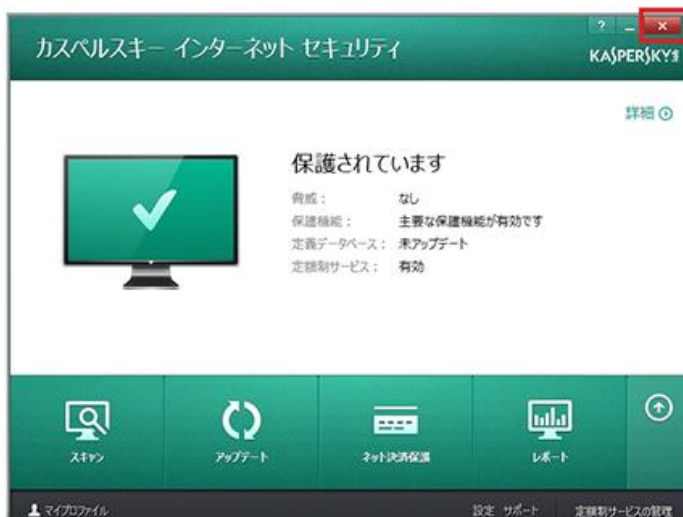 ? _ ×
カスペルスキー インターネット セキュリティ
KASPERSKY
詳細
保護されています
脅威： なし
保護機能： 主要な保護機能が有効です
定義データベース： 未アップデート
定額制サービス： 有効
スキャン アップデート ネット決済保護 レポート
マイプロファイル 設定 サポート 定額制サービスの管理